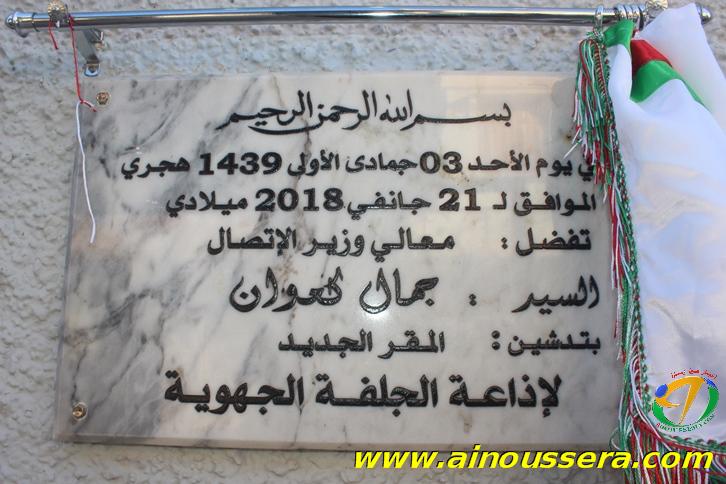 بسم الله الرحمن الرحيم
في يوم الأحد 03 جمادى الأولى 1439 هجري
الموافق لـ 21 جانفي 2018 ميلادي
تفضل : معالي وزير الإتصال
السيد : جمال كعوان
بتدشين : المقر الجديد
لإذاعة الجلفة الجهوية
www.ainoussera.com